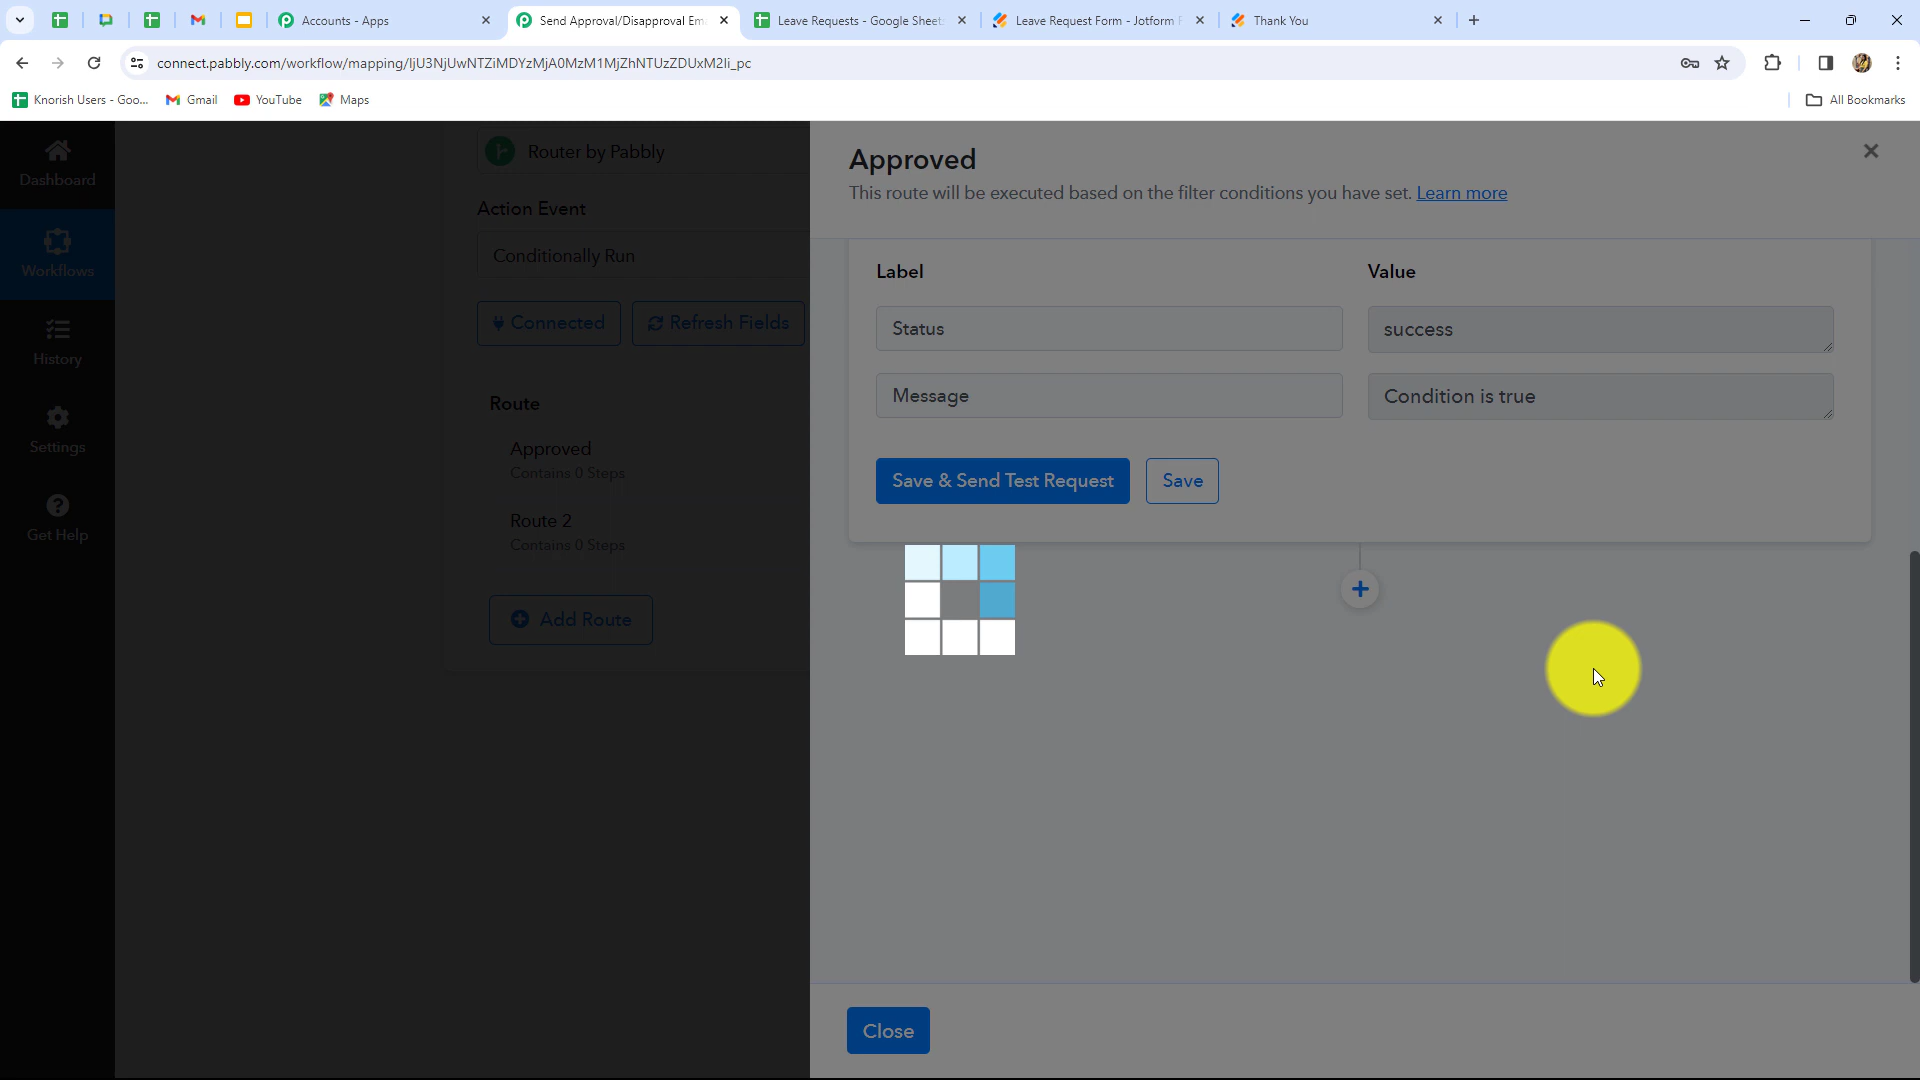 Accounts - Apps
Send Approval/Disapproval Em
Leave Requests - Google Sheet
Leave Request Form - Jotform F
Thank You
connect.pabbly.com/workflow/mapping/IjU3NjUwNTZiMDYzMjA0MzM1MjZhNTUzZDUxM2Ii_pc
Knorish Users - Goo...
Gmail
YouTube
Maps
All Bookmarks
Dashboard
Workflows
History
Settings
Get Help
Router by Pabbly
Action Event
Conditionally Run
Connected
Refresh Fields
Route
Approved
Contains 0 Steps
Route 2
Contains 0 Steps
Add Route
Approved
This route will be executed based on the filter conditions you have set. Learn more
Label
Value
Status
success
Message
Condition is true
Save & Send Test Request
Save
Close